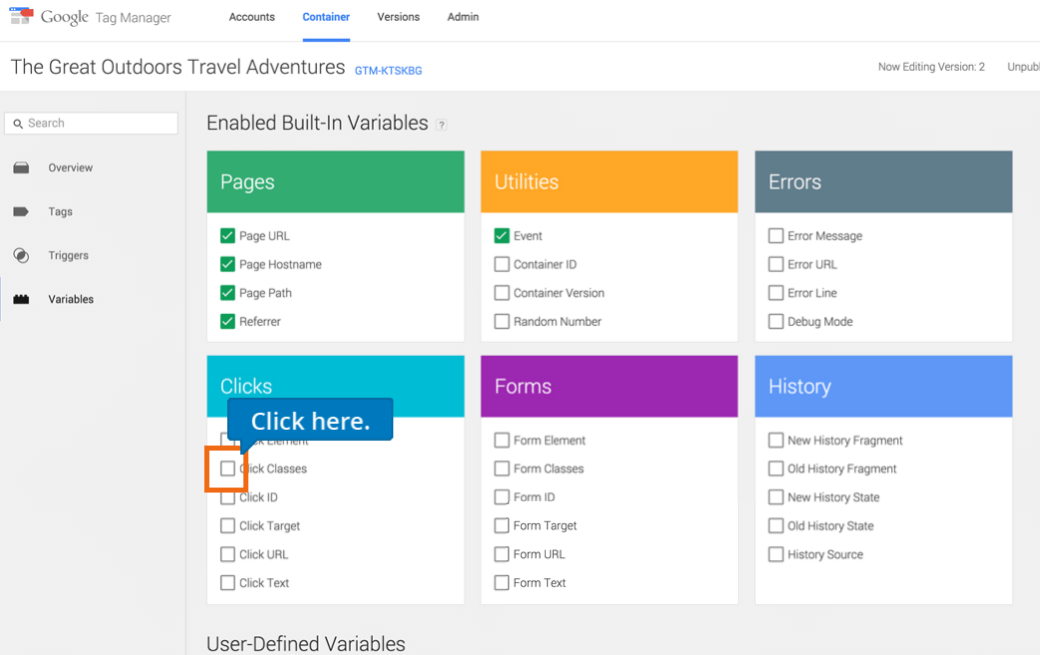 Google Tag Manager
Accounts
Container
Versions
Admin
The Great Outdoors Travel Adventures GTM-KTSKBG
Now Editing Version: 2
Unpubl
Search
Overview
Tags
Triggers
Variables
Enabled Built-In Variables ?
Pages
Page URL
Page Hostname
Page Path
Referrer
Utilities
Event
Container ID
Container Version
Random Number
Errors
Error Message
Error URL
Error Line
Debug Mode
Clicks
Click here.
Element
Click Classes
Click ID
Click Target
Click URL
Click Text
Forms
Form Element
Form Classes
Form ID
Form Target
Form URL
Form Text
History
New History Fragment
Old History Fragment
New History State
Old History State
History Source
User-Defined Variables